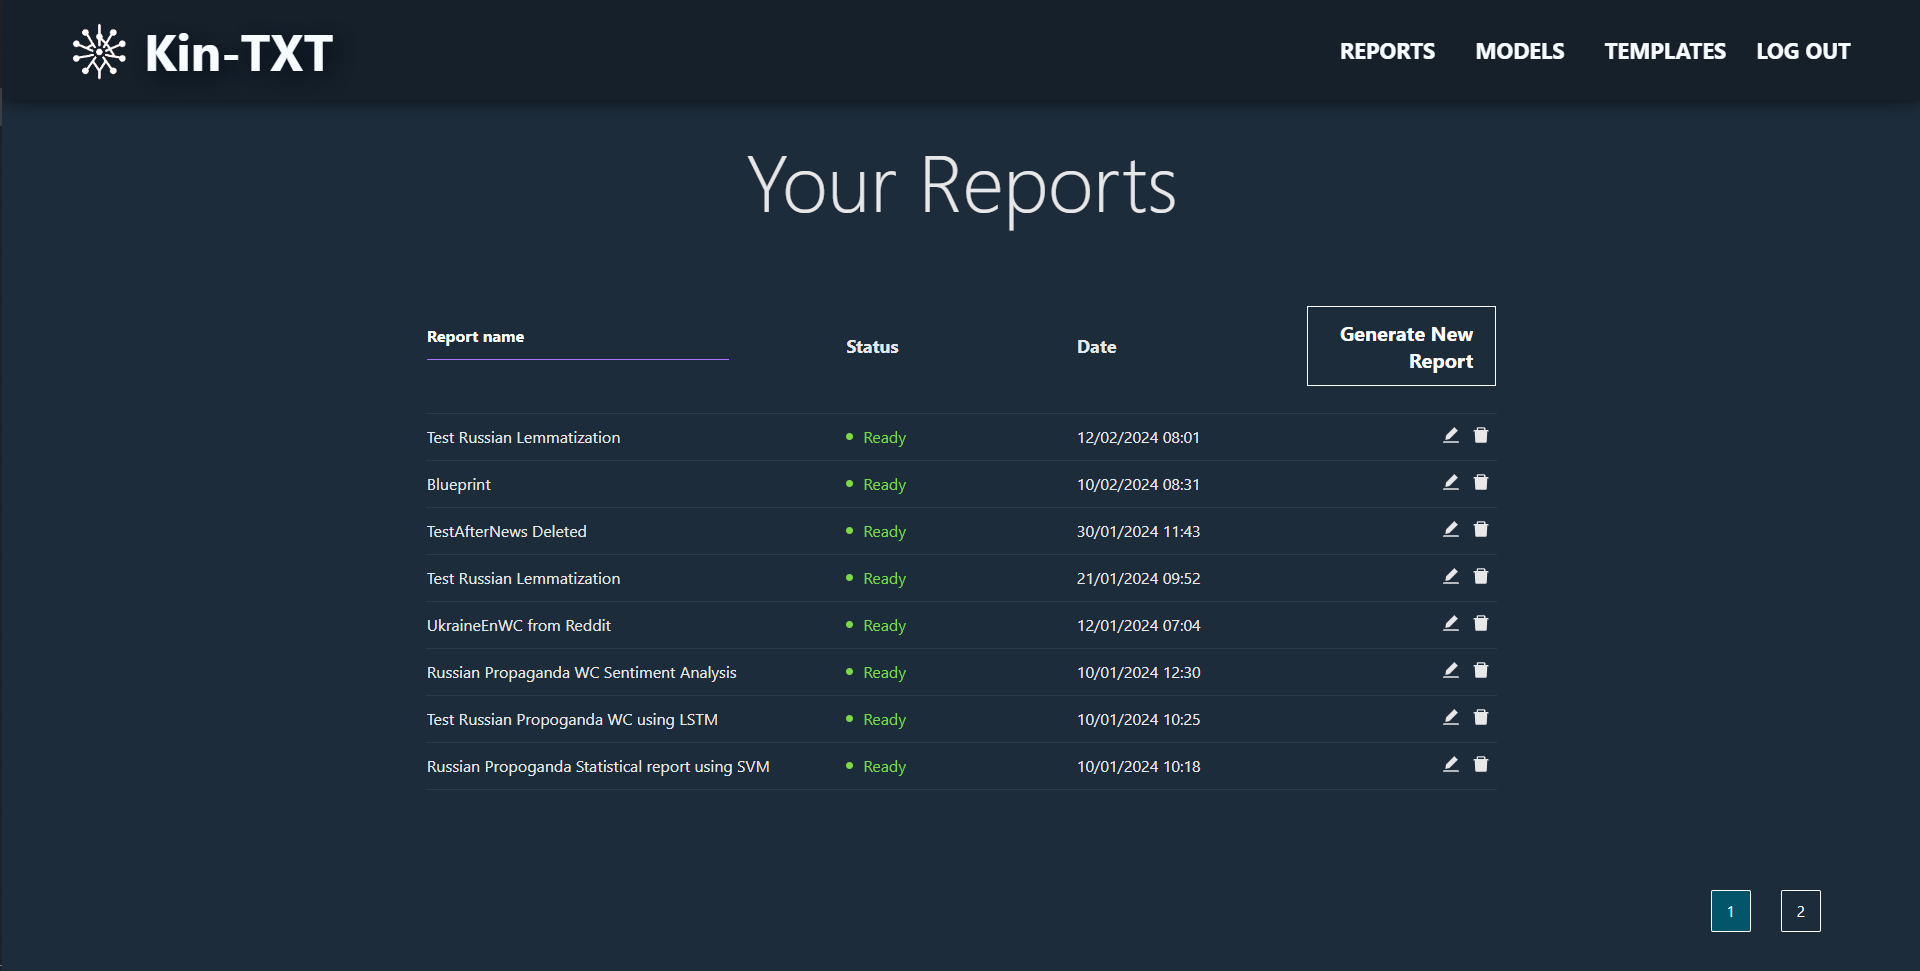 Kin-TXT
REPORTS MODELS TEMPLATES LOG OUT
Your Reports
Report name Status Date Generate New
Report
Test Russian Lemmatization Ready 12/02/2024 08:01
Blueprint Ready 10/02/2024 08:31
TestAfterNews Deleted Ready 30/01/2024 11:43
Test Russian Lemmatization Ready 21/01/2024 09:52
UkraineEnWC from Reddit Ready 12/01/2024 07:04
Russian Propaganda WC Sentiment Analysis Ready 10/01/2024 12:30
Test Russian Propoganda WC using LSTM Ready 10/01/2024 10:25
Russian Propoganda Statistical report using SVM Ready 10/01/2024 10:18
1 2